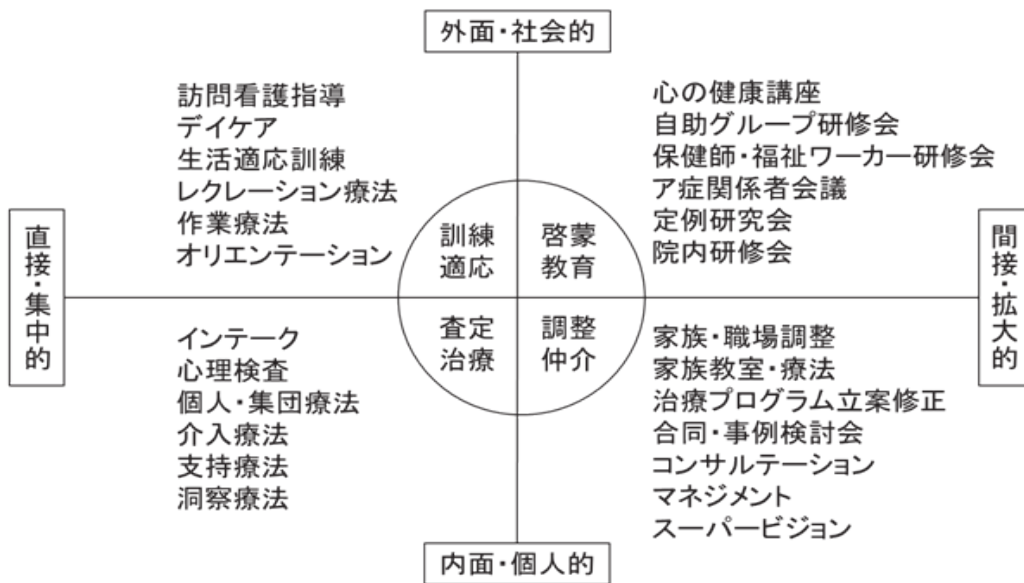 外面・社会的
訪問看護指導
デイケア
生活適応訓練
レクレーション療法
作業療法
オリエンテーション
心の健康講座
自助グループ研修会
保健師・福祉ワーカー研修会
ア症関係者会議
定例研究会
院内研修会
直接・集中的
訓練
適応
啓蒙
教育
間接・拡大的
査定
治療
調整
仲介
インテーク
心理検査
個人・集団療法
介入療法
支持療法
洞察療法
家族・職場調整
家族教室・療法
治療プログラム立案修正
合同・事例検討会
コンサルテーション
マネジメント
スーパービジョン
内面・個人的